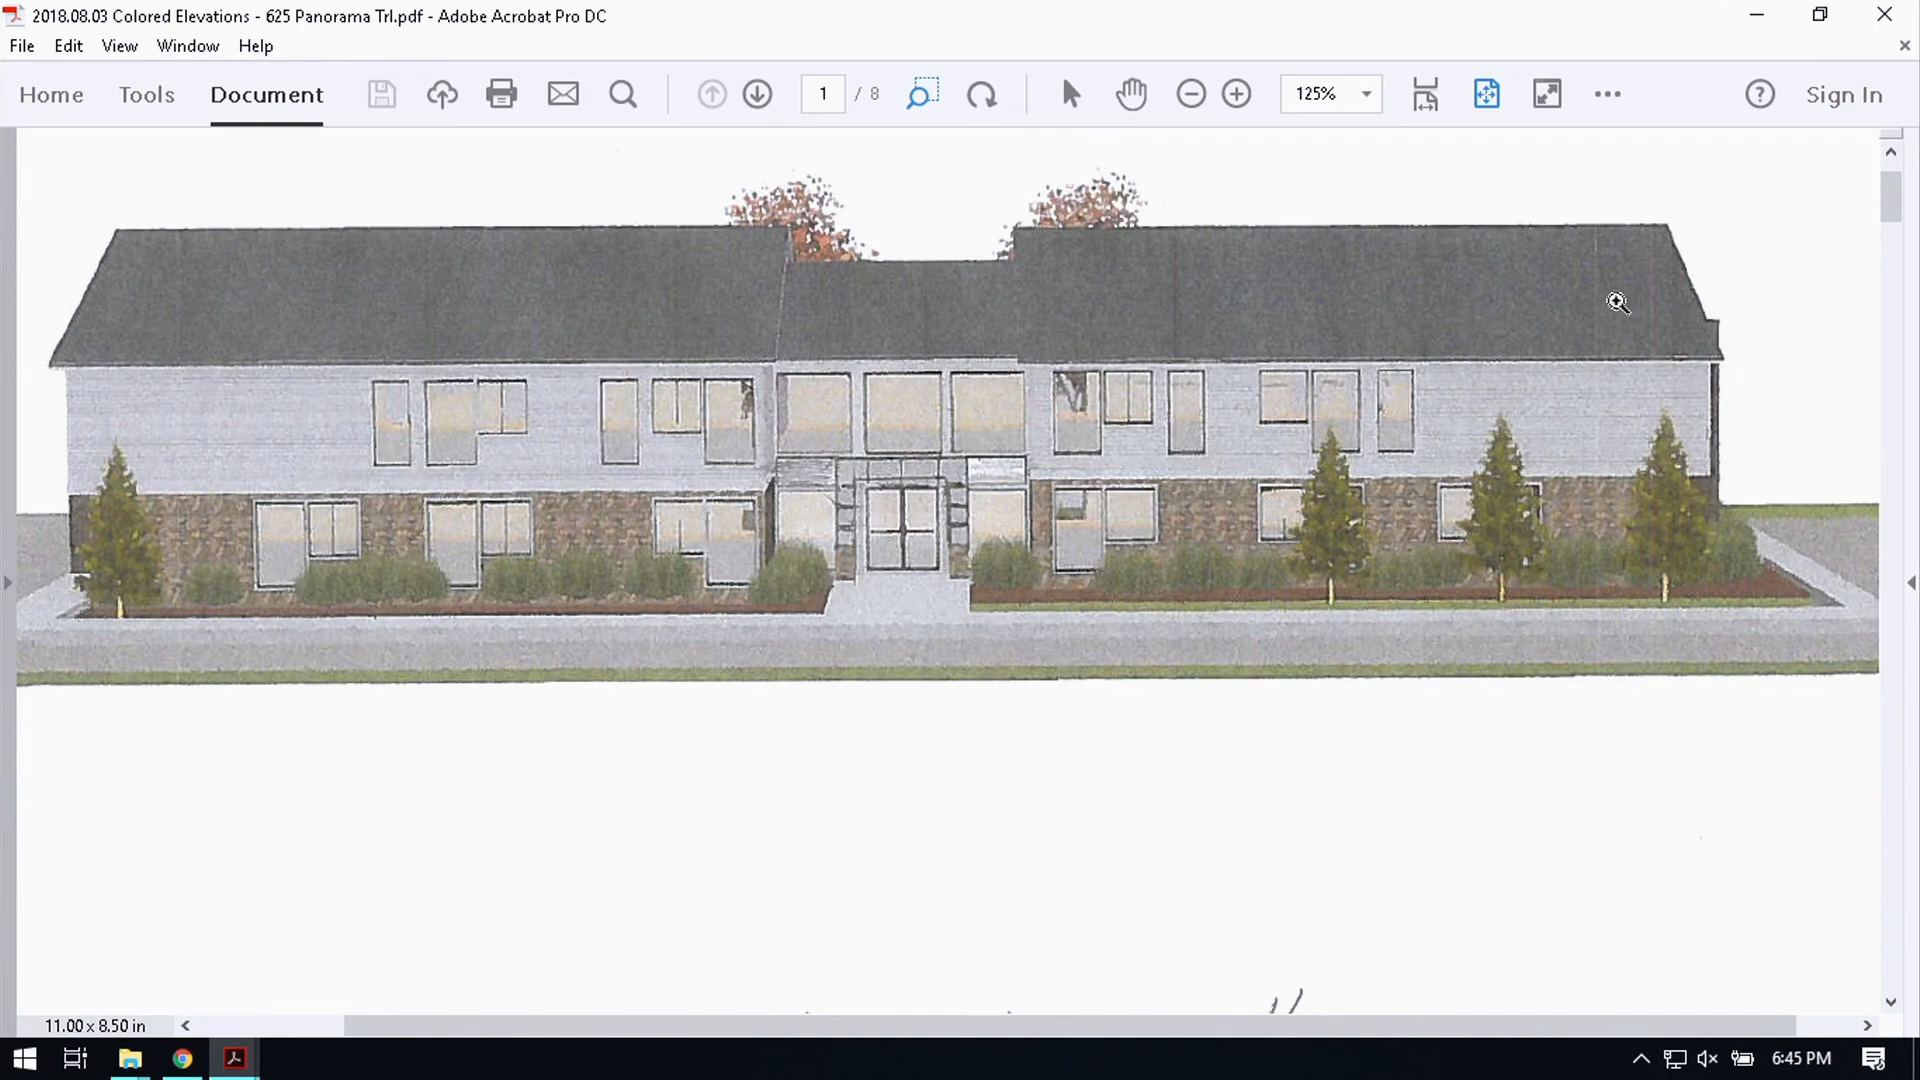 2018.08.03 Colored Elevations - 625 Panorama Trl.pdf - Adobe Acrobat Pro DC
File Edit View Window Help
Home Tools Document 1 / 8 125% Sign In
11.00 x 8.50 in
6:45 PM